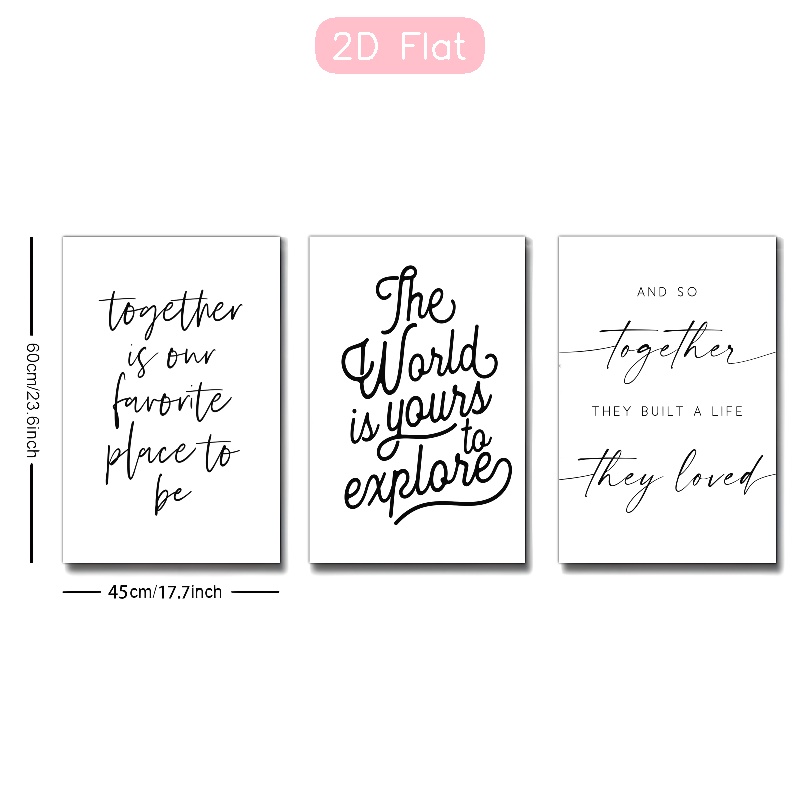 2D Flat
60cm/23.6inch
together
is our
favorite
place to
be
45cm/17.7inch
The
World
is yours
to
explore
AND SO
together
THEY BUILT A LIFE
they loved